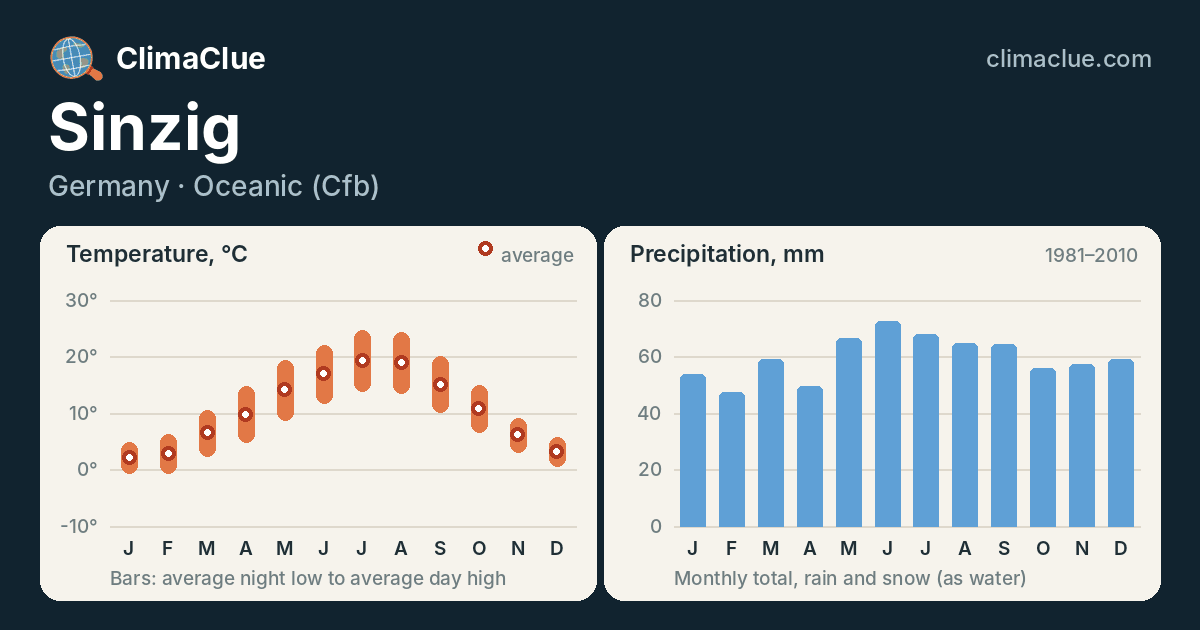 ClimaClue
climaclue.com
Sinzig
Germany · Oceanic (Cfb)
Temperature, °C
average
30°
20°
10°
0°
-10°
J F M A M J J A S O N D
Bars: average night low to average day high
Precipitation, mm
1981–2010
80
60
40
20
0
J F M A M J J A S O N D
Monthly total, rain and snow (as water)